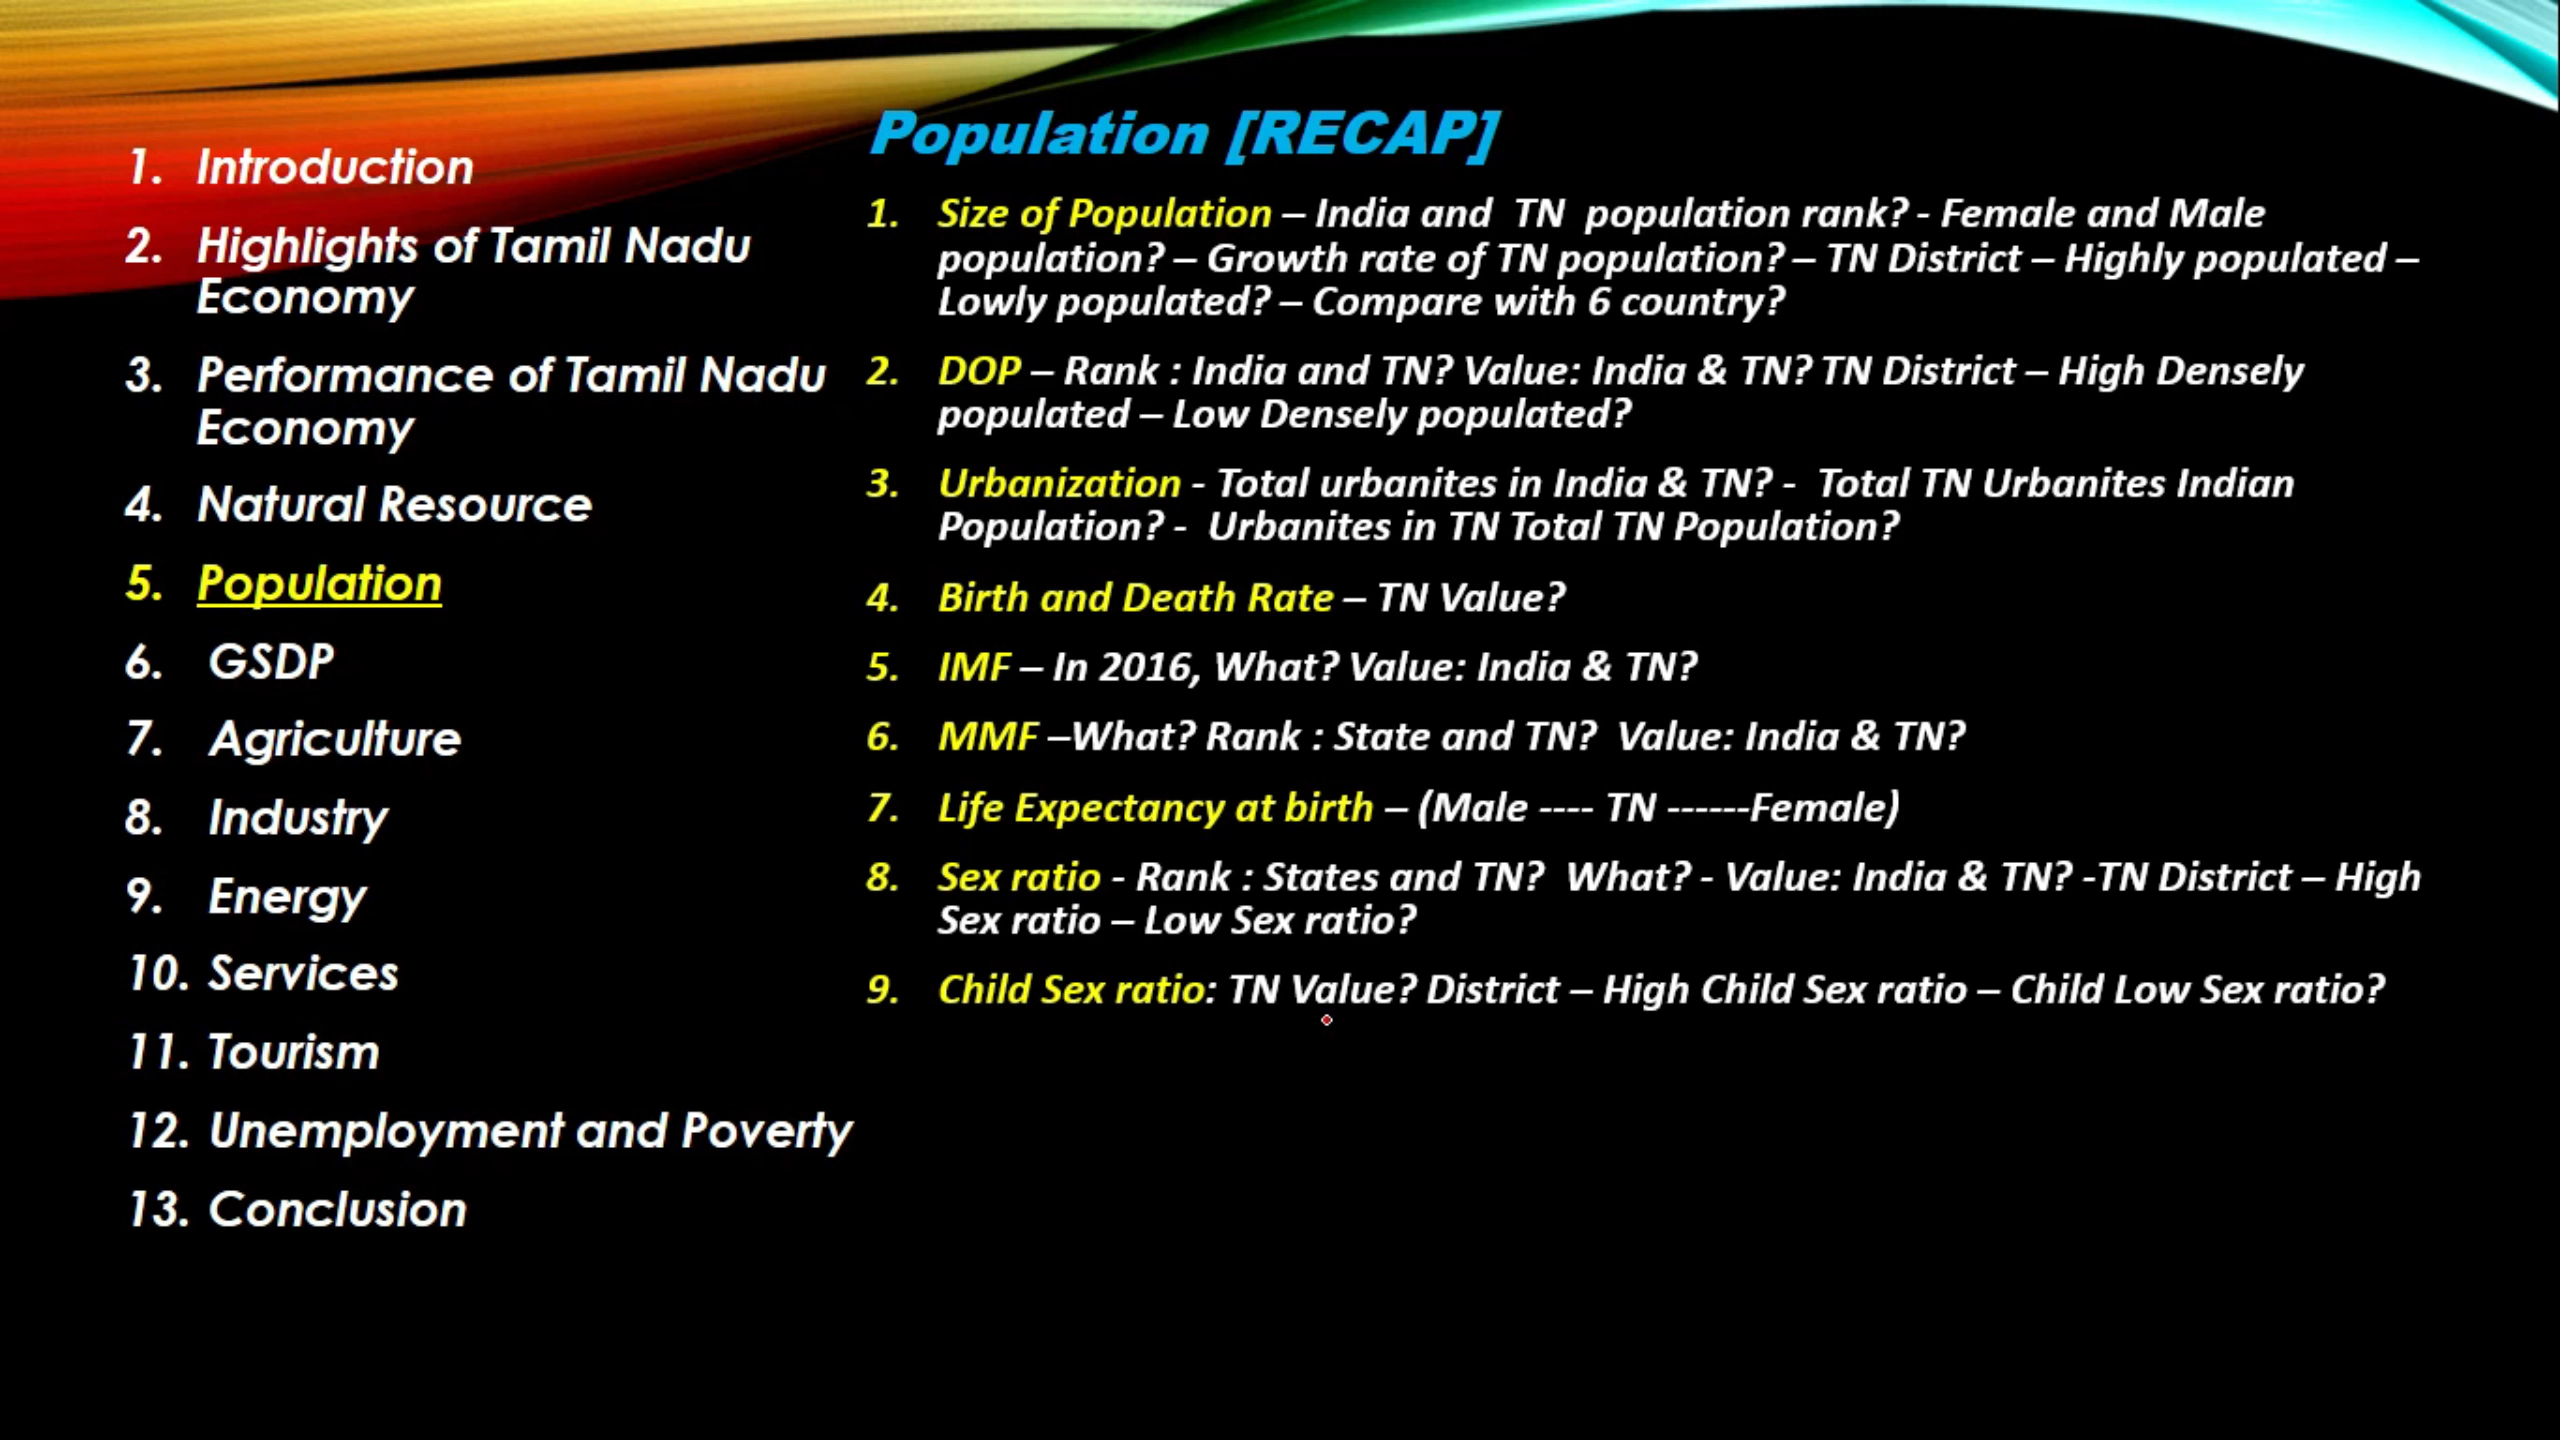 1. Introduction
2. Highlights of Tamil Nadu
Economy
3. Performance of Tamil Nadu
Economy
4. Natural Resource
5. Population
6. GSDP
7. Agriculture
8. Industry
9. Energy
10. Services
11. Tourism
12. Unemployment and Poverty
13. Conclusion
Population [RECAP]
1. Size of Population – India and TN population rank? - Female and Male
population? – Growth rate of TN population? – TN District – Highly populated –
Lowly populated? – Compare with 6 country?
2. DOP – Rank : India and TN? Value: India & TN? TN District – High Densely
populated – Low Densely populated?
3. Urbanization - Total urbanites in India & TN? - Total TN Urbanites Indian
Population? - Urbanites in TN Total TN Population?
4. Birth and Death Rate – TN Value?
5. IMF – In 2016, What? Value: India & TN?
6. MMF –What? Rank : State and TN? Value: India & TN?
7. Life Expectancy at birth – (Male ---- TN ------Female)
8. Sex ratio - Rank : States and TN? What? - Value: India & TN? -TN District – High
Sex ratio – Low Sex ratio?
9. Child Sex ratio: TN Value? District – High Child Sex ratio – Child Low Sex ratio?